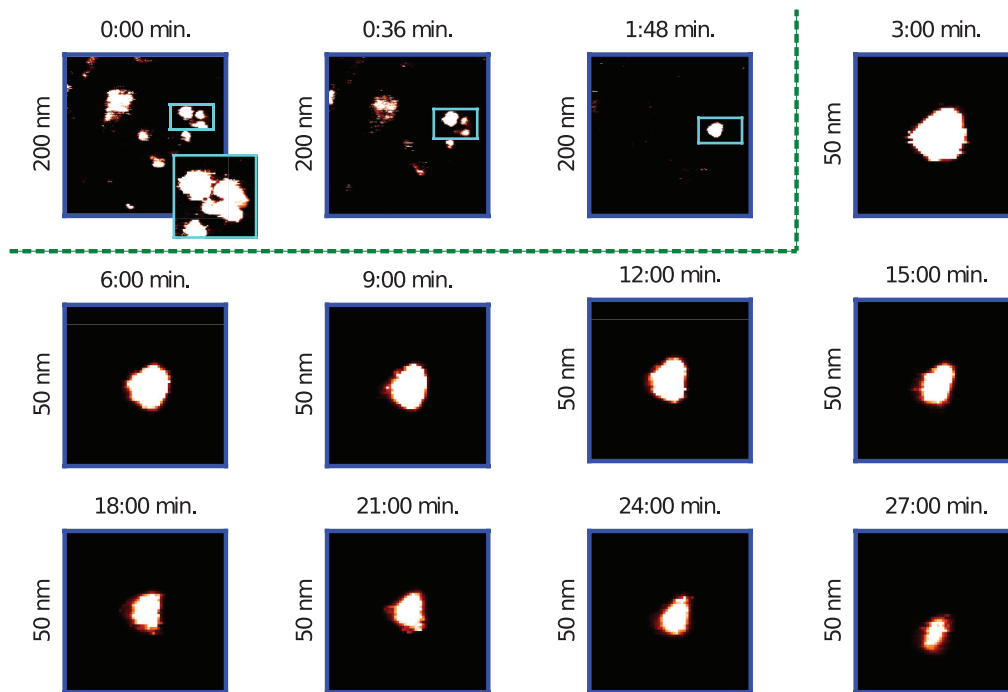 0:00 min.
0:36 min.
1:48 min.
3:00 min.
200 nm
200 nm
200 nm
50 nm
6:00 min.
9:00 min.
12:00 min.
15:00 min.
50 nm
50 nm
50 nm
50 nm
18:00 min.
21:00 min.
24:00 min.
27:00 min.
50 nm
50 nm
50 nm
50 nm